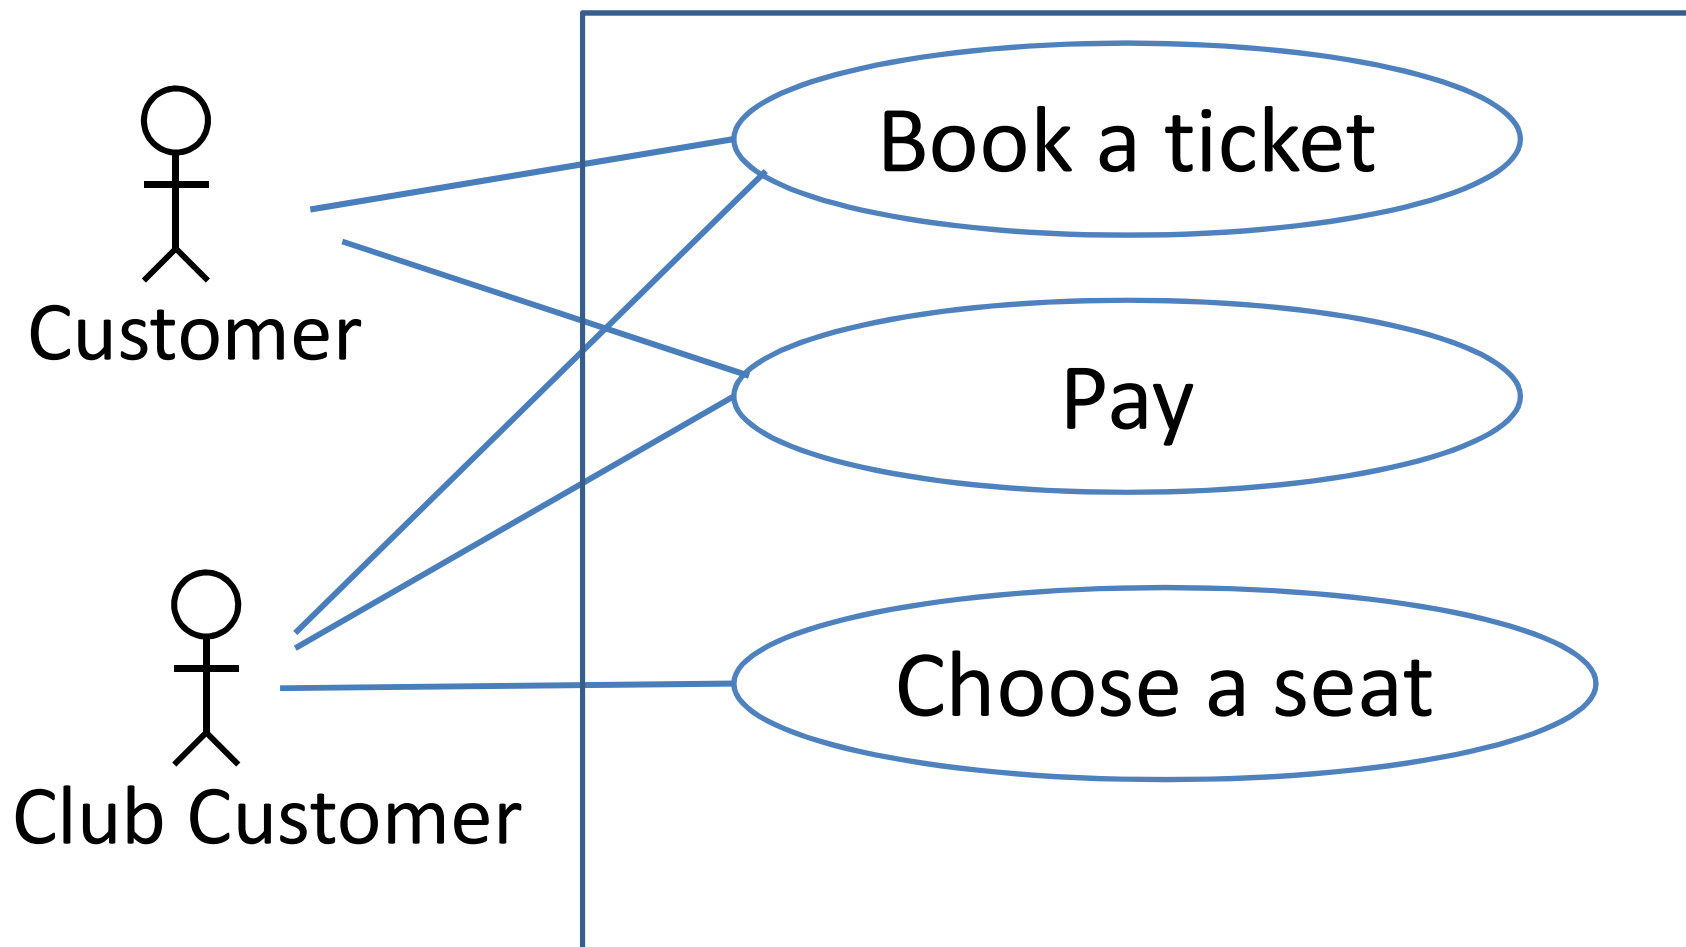 Book a ticket
Customer
Pay
Choose a seat
Club Customer